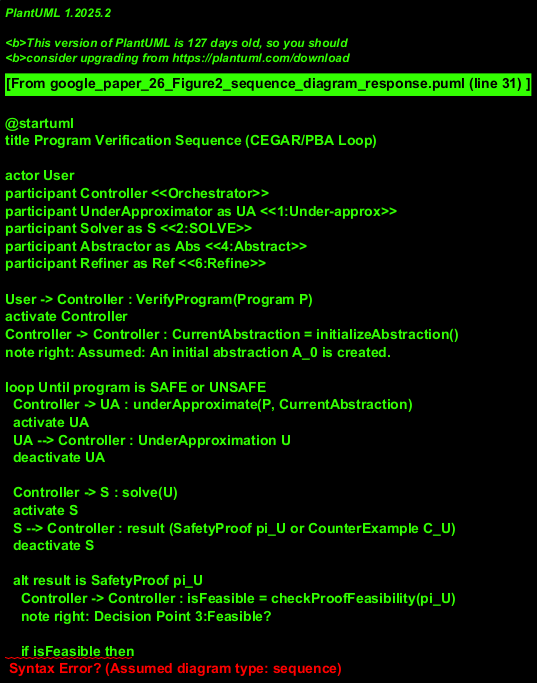 PlantUML 1.2025.2
<b>This version of PlantUML is 127 days old, so you should
<b>consider upgrading from https://plantuml.com/download
[From google_paper_26_Figure2_sequence_diagram_response.puml (line 31) ]
@startuml
title Program Verification Sequence (CEGAR/PBA Loop)
actor User
participant Controller <<Orchestrator>>
participant UnderApproximator as UA <<1:Under-approx>>
participant Solver as S <<2:SOLVE>>
participant Abstractor as Abs <<4:Abstract>>
participant Refiner as Ref <<6:Refine>>
User -> Controller : VerifyProgram(Program P)
activate Controller
Controller -> Controller : CurrentAbstraction = initializeAbstraction()
note right: Assumed: An initial abstraction A_0 is created.
loop Until program is SAFE or UNSAFE
Controller -> UA : underApproximate(P, CurrentAbstraction)
activate UA
UA --> Controller : UnderApproximation U
deactivate UA
Controller -> S : solve(U)
activate S
S --> Controller : result (SafetyProof pi_U or CounterExample C_U)
deactivate S
alt result is SafetyProof pi_U
Controller -> Controller : isFeasible = checkProofFeasibility(pi_U)
note right: Decision Point 3:Feasible?
if isFeasible then
Syntax Error? (Assumed diagram type: sequence)